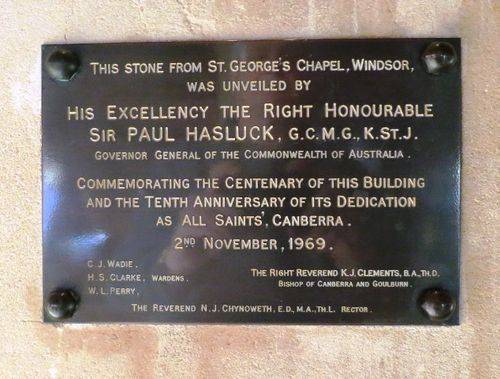 THIS STONE FROM ST. GEORGE'S CHAPEL, WINDSOR,
WAS UNVEILED BY
HIS EXCELLENCY THE RIGHT HONOURABLE
SIR PAUL HASLUCK, G.C.M.G., K.ST.J.
GOVERNOR GENERAL OF THE COMMONWEALTH OF AUSTRALIA.
COMMEMORATING THE CENTENARY OF THIS BUILDING
AND THE TENTH ANNIVERSARY OF ITS DEDICATION
AS ALL SAINTS', CANBERRA.
2ND NOVEMBER, 1969.
C.J. WADIE.
H.S. CLARKE, WARDENS.
W.L. PERRY.
THE RIGHT REVEREND K.J. CLEMENTS, B.A., TH.D.
BISHOP OF CANBERRA AND GOULBURN.
THE REVEREND N.J. CHYNOWETH, E.D., M.A., TH.L. RECTOR.